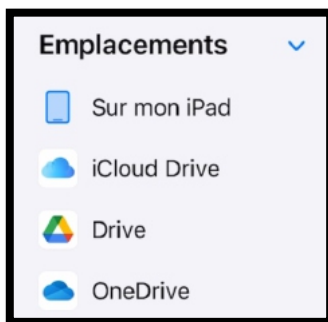 Emplacements
Sur mon iPad
iCloud Drive
Drive
OneDrive